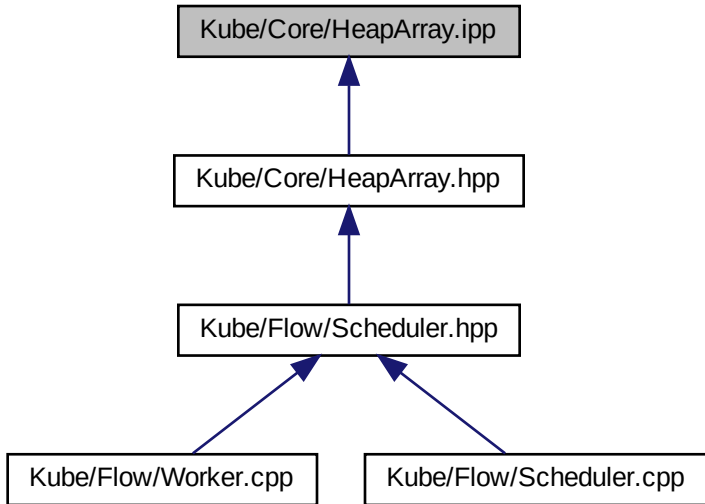 Kube/Core/HeapArray.ipp
Kube/Core/HeapArray.hpp
Kube/Flow/Scheduler.hpp
Kube/Flow/Worker.cpp
Kube/Flow/Scheduler.cpp